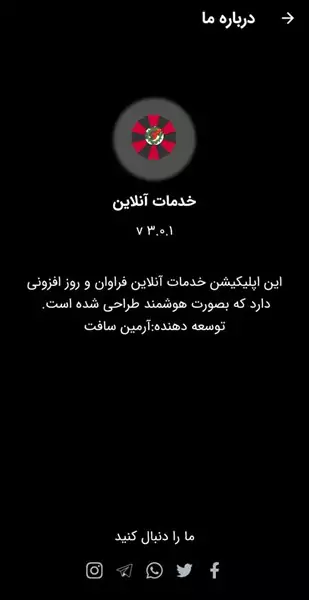 درباره ما
خدمات آنلاین
v ۳.۰.۱
این اپلیکیشن خدمات آنلاین فراوان و روز افزونی
دارد که بصورت هوشمند طراحی شده است.
توسعه دهنده:آرمین سافت
ما را دنبال کنید